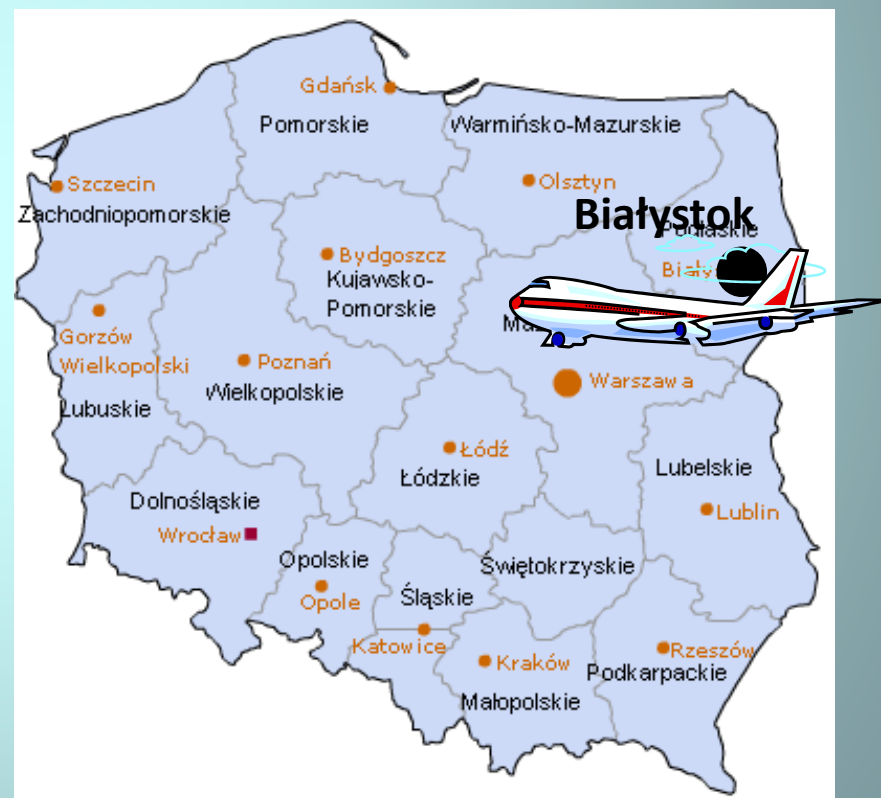 Gdańsk
Pomorskie
Warmińsko-Mazurskie
Szczecin
Olsztyn
Zachodniopomorskie
Białystok
Podlaskie
Bydgoszcz
Kujawsko-
Pomorskie
Gorzów
Wielkopolski
Poznań
Wielkopolskie
Warszawa
Lubuskie
Łódź
Łódzkie
Lubelskie
Dolnośląskie
Lublin
Wrocław
Opolskie
Świętokrzyskie
Opole
Śląskie
Katowice
Kraków
Rzeszów
Podkarpackie
Małopolskie